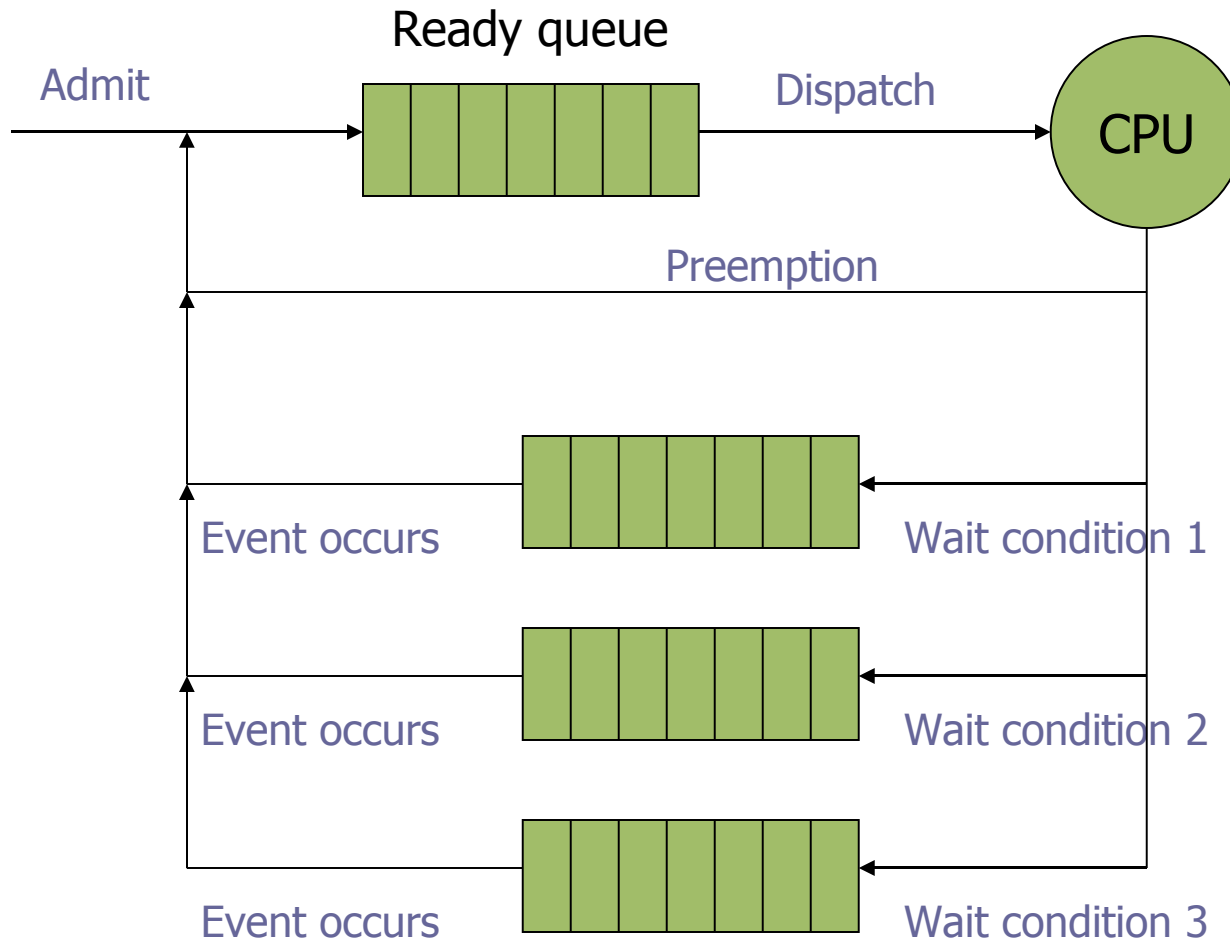 Ready queue
Admit
Dispatch
CPU
Preemption
Event occurs
Wait condition 1
Event occurs
Wait condition 2
Event occurs
Wait condition 3